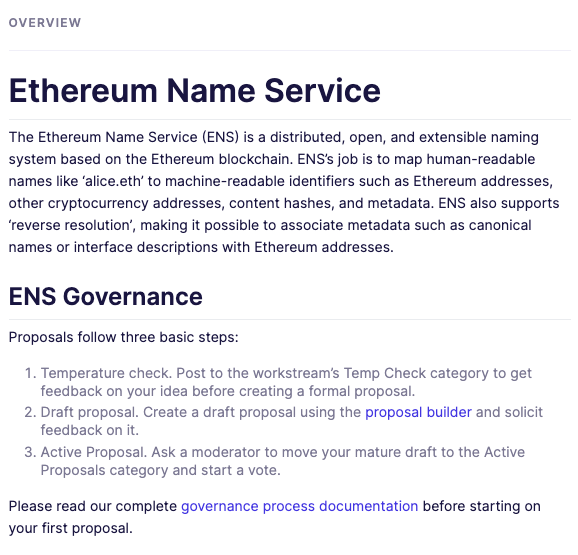 OVERVIEW
Ethereum Name Service
The Ethereum Name Service (ENS) is a distributed, open, and extensible naming
system based on the Ethereum blockchain. ENS’s job is to map human-readable
names like ‘alice.eth’ to machine-readable identifiers such as Ethereum addresses,
other cryptocurrency addresses, content hashes, and metadata. ENS also supports
‘reverse resolution’, making it possible to associate metadata such as canonical
names or interface descriptions with Ethereum addresses.
ENS Governance
Proposals follow three basic steps:
1. Temperature check. Post to the workstream’s Temp Check category to get
feedback on your idea before creating a formal proposal.
2. Draft proposal. Create a draft proposal using the proposal builder and solicit
feedback on it.
3. Active Proposal. Ask a moderator to move your mature draft to the Active
Proposals category and start a vote.
Please read our complete governance process documentation before starting on
your first proposal.